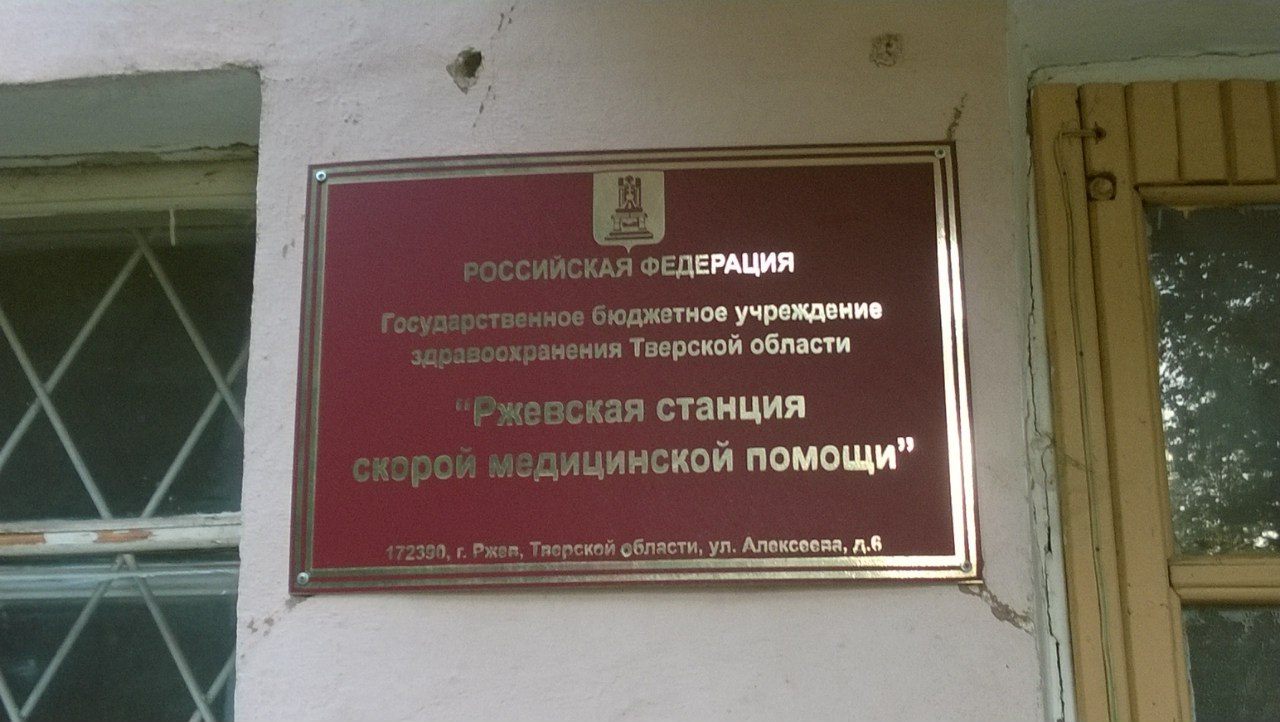 РОССИЙСКАЯ ФЕДЕРАЦИЯ
Государственное бюджетное учреждение
здравоохранения Тверской области
“Ржевская станция
скорой медицинской помощи”
172390, г. Ржев, Тверской области, ул. Алексеева, д.6